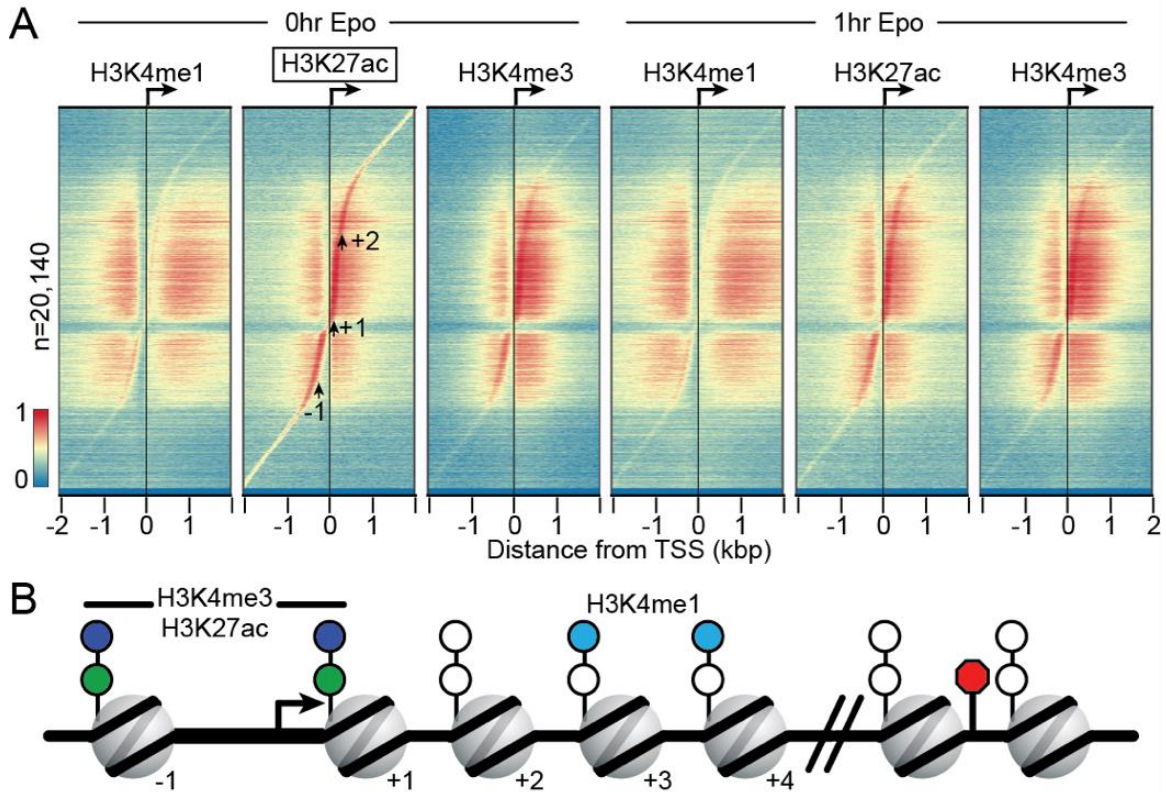 A
0hr Epo 1hr Epo
H3K4me1 H3K27ac H3K4me3 H3K4me1 H3K27ac H3K4me3
n=20,140
+2
+1
-1
1
0
-2 -1 0 1 -1 0 1 -1 0 1 -1 0 1 -1 0 1 -1 0 1 2
Distance from TSS (kbp)
B
H3K4me3 H3K4me1
H3K27ac
-1 +1 +2 +3 +4